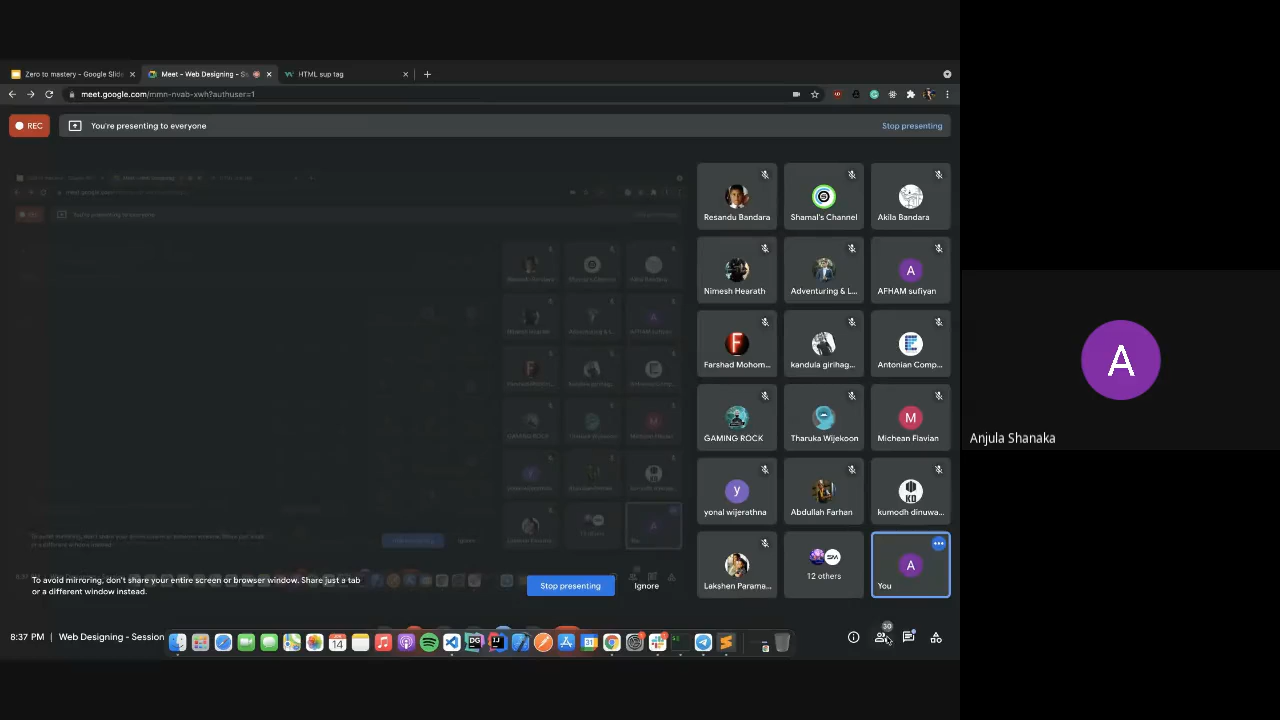 Zero to mastery - Google Slide
Meet - Web Designing - Se
HTML sup tag
meet.google.com/mmn-nvab-xwh?authuser=1
REC
You're presenting to everyone
Stop presenting
Resandu Bandara
Shamal's Channel
Akila Bandara
Nimesh Hearath
Adventuring & L...
A
AFHAM sufiyan
F
Farshad Mohom...
kandula girihag...
Antonian Comp...
GAMING ROCK
Tharuka Wijekoon
M
Michean Flavian
y
yonal wijerathna
Abdullah Farhan
kumodh dinuwa...
Lakshen Parama...
12 others
A
You
To avoid mirroring, don't share your entire screen or browser window. Share just a tab
or a different window instead.
Stop presenting
Ignore
8:37 PM | Web Designing - Session
30
14
A
Anjula Shanaka